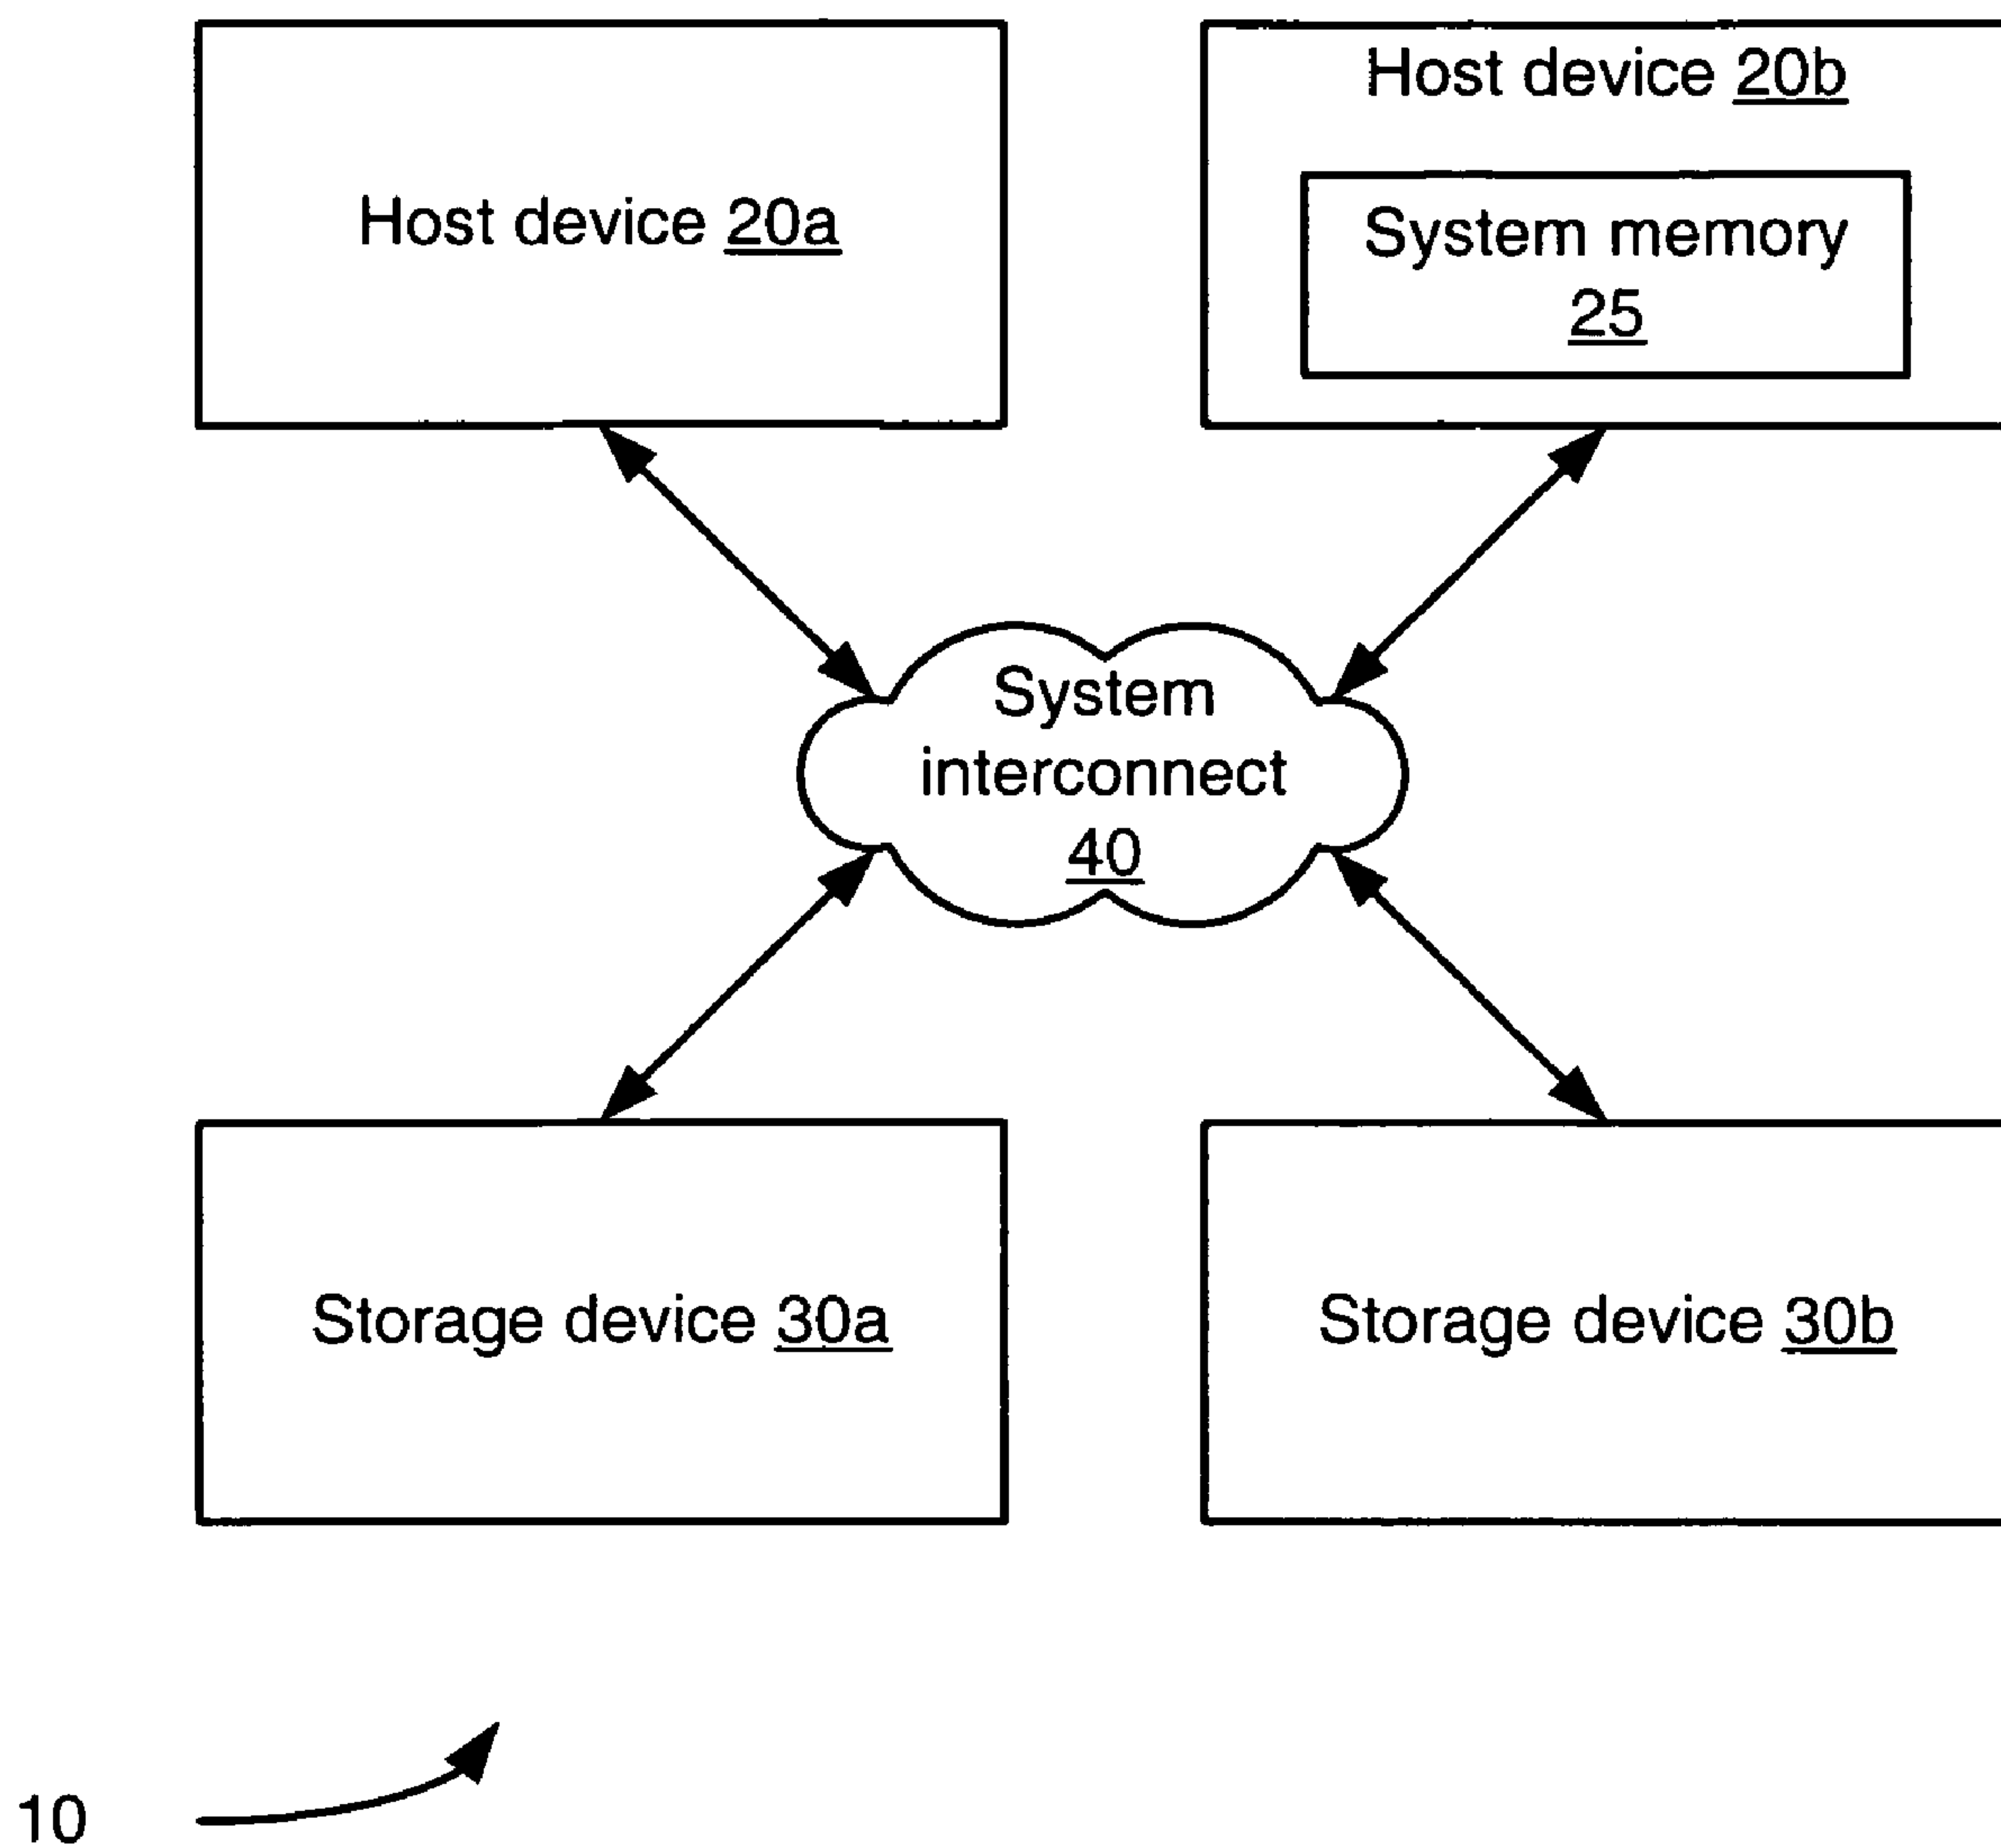 Host device 20a
Host device 20b
System memory
25
System
interconnect
40
Storage device 30a
Storage device 30b
10